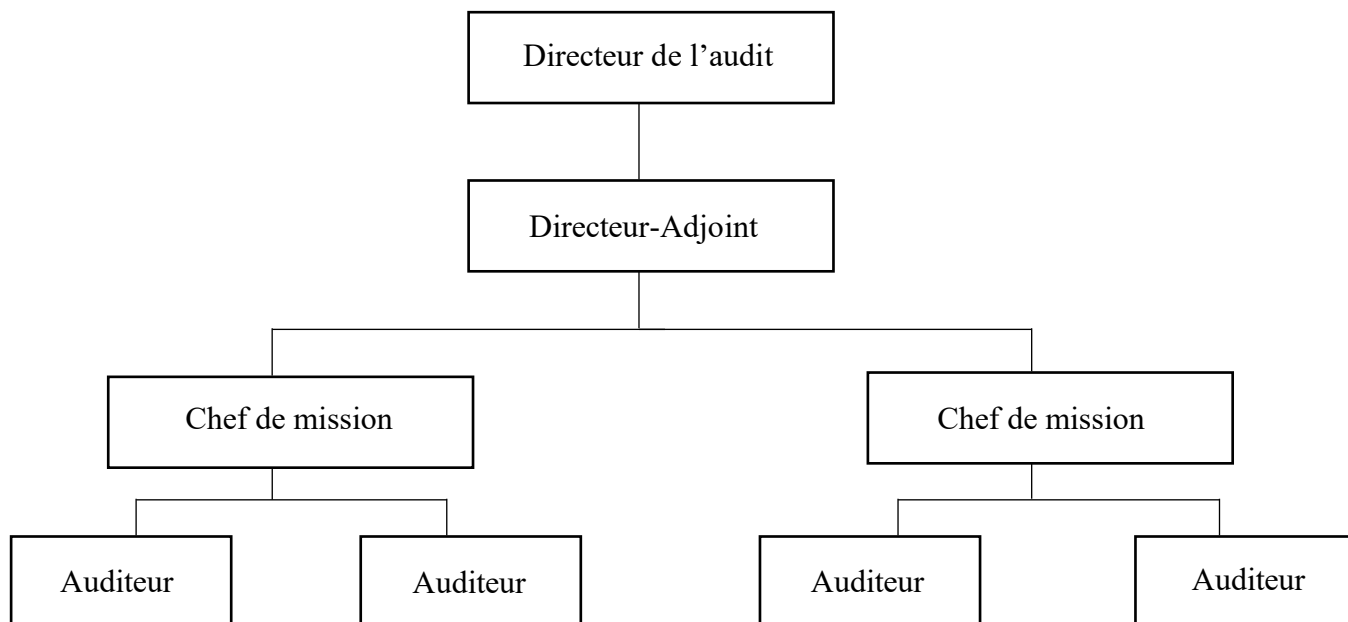 Directeur de l’audit
Directeur-Adjoint
Chef de mission
Chef de mission
Auditeur
Auditeur
Auditeur
Auditeur